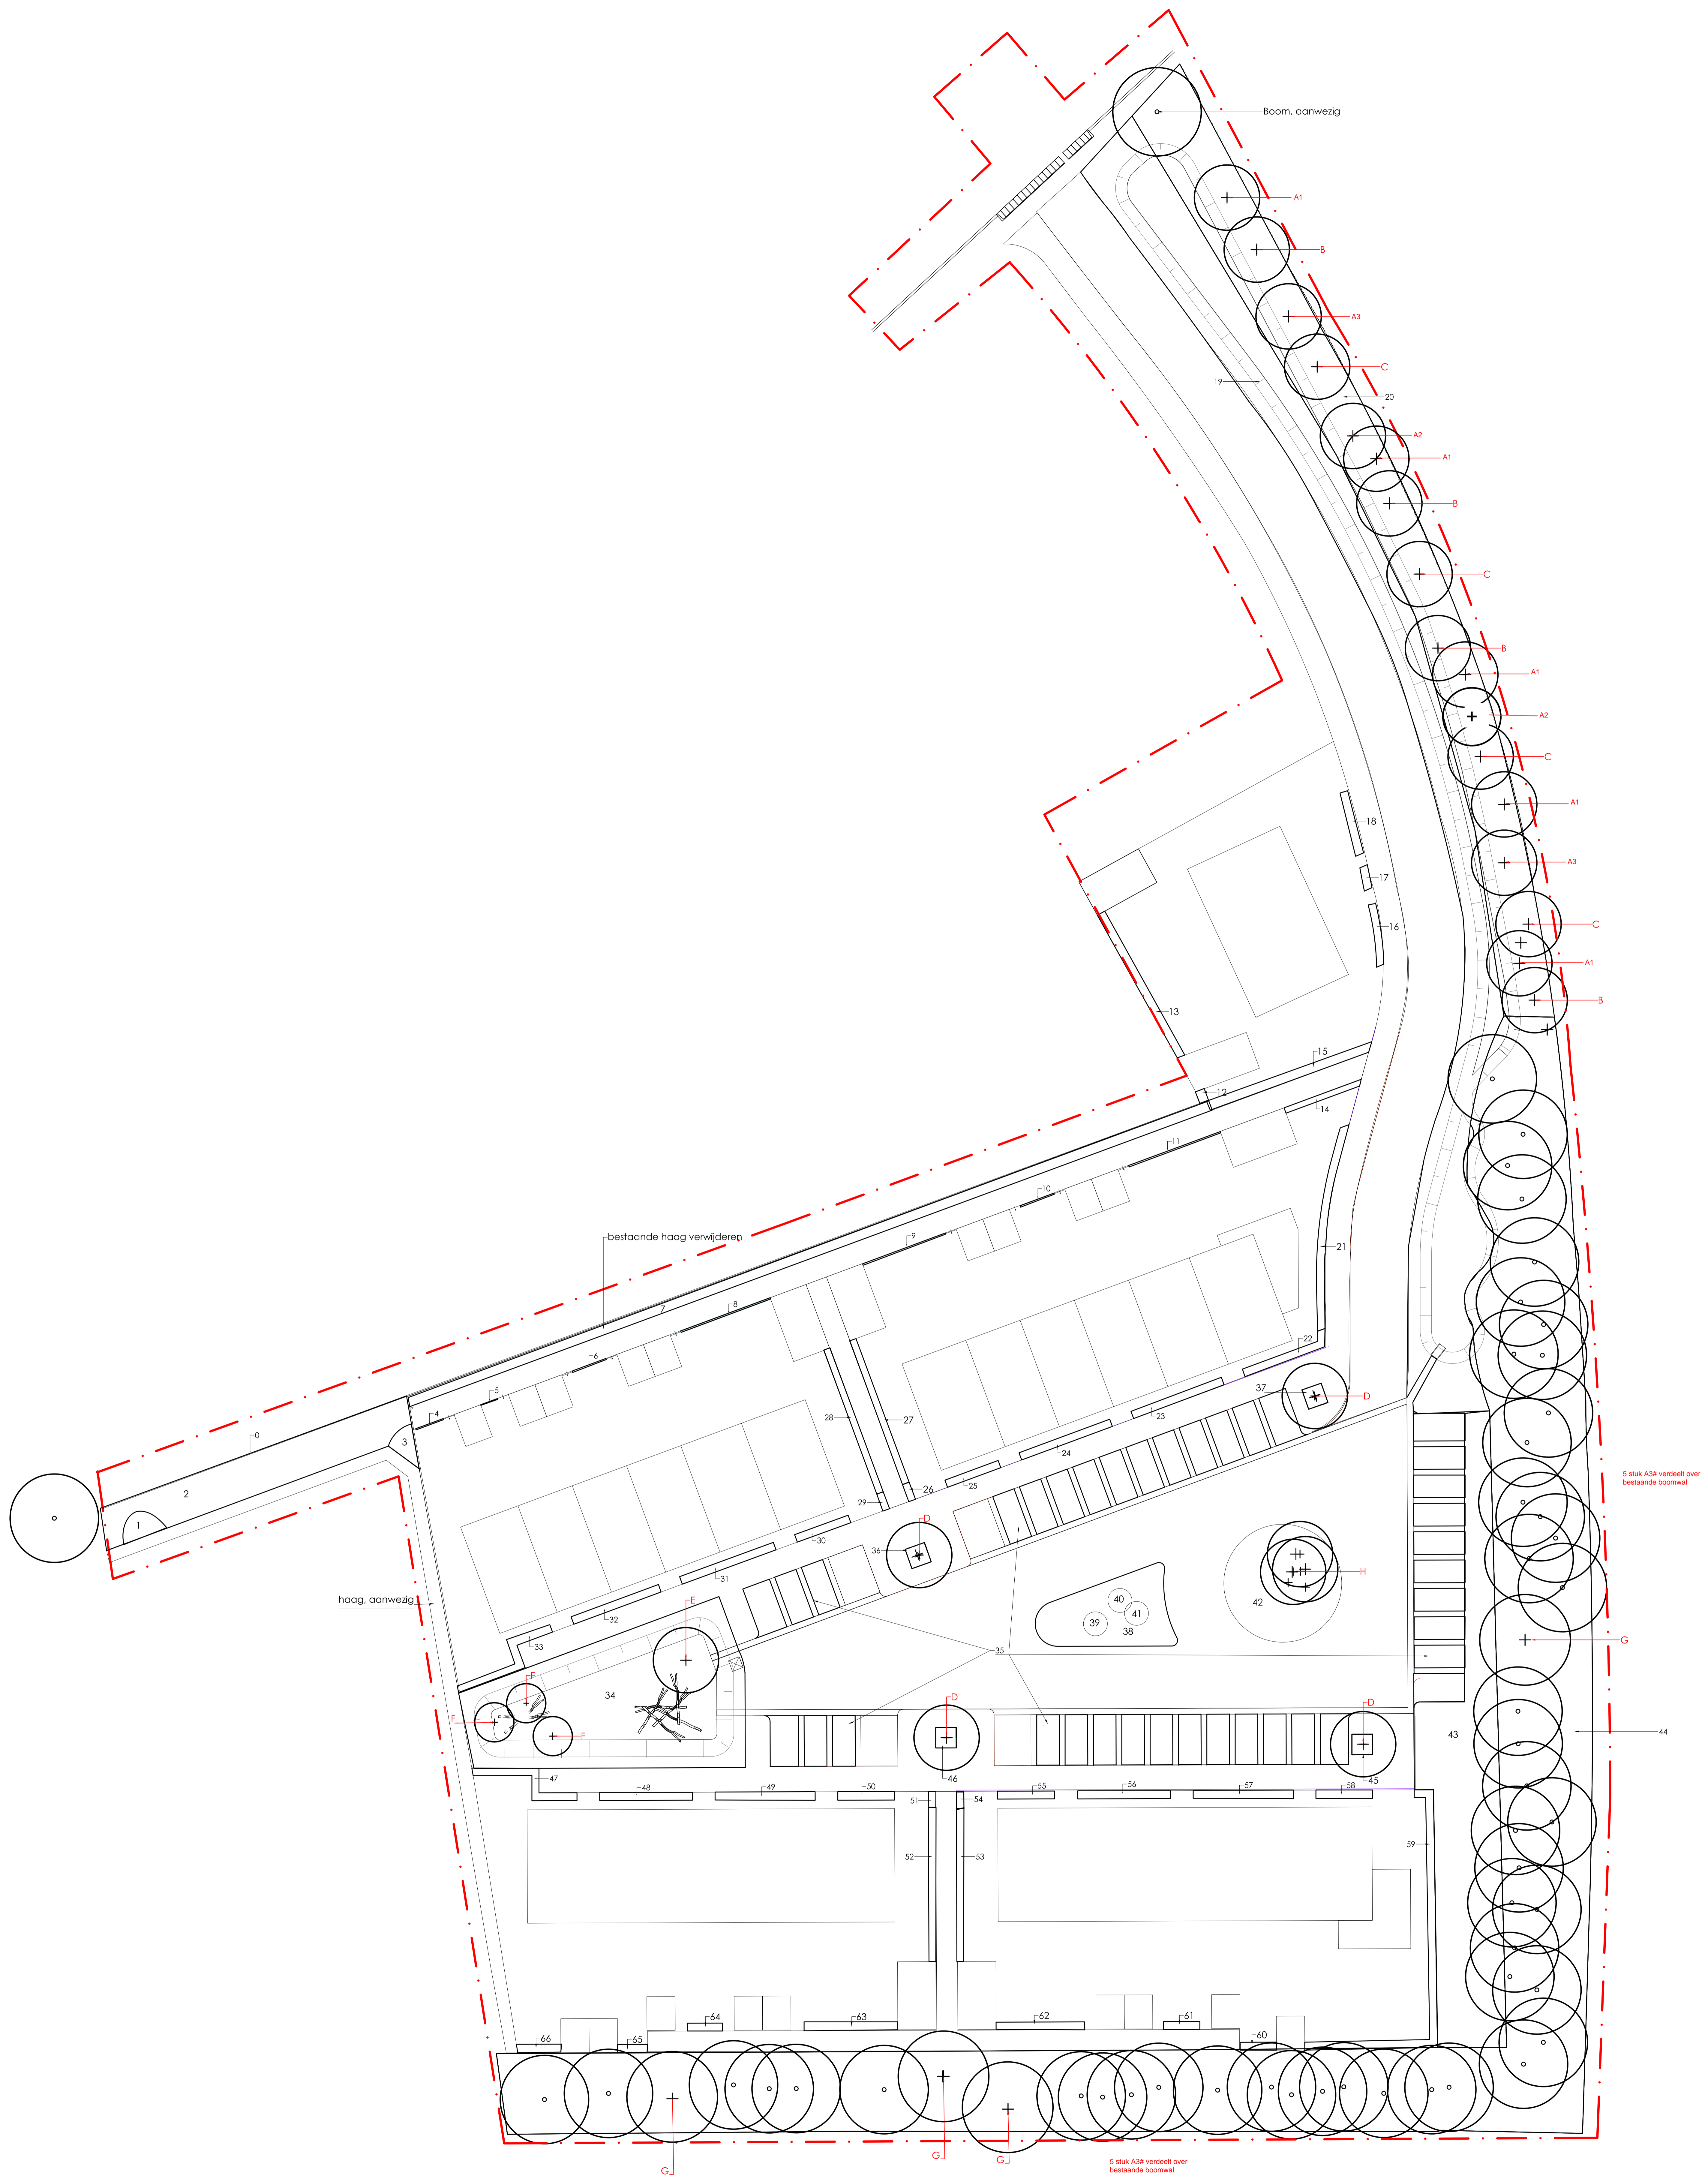 Boom, aanwezig
A1
B
A3
C
19
20
A2
A1
B
C
B
A1
A2
C
A1
18
A3
17
16
C
A1
B
13
15
12
14
11
10
bestaande haag verwijderen
9
21
7
8
22
6
37
D
5
23
4
28
27
24
0
3
5 stuk A3# verdeelt over
bestaande boomwal
25
2
26
29
D
1
30
36
H
31
haag, aanwezig
40
42
E
41
39
32
38
33
G
35
F
34
D
D
F
44
43
F
47
46
45
48
49
50
55
56
57
58
51
54
59
52
53
64
63
62
61
66
65
60
G
G
G
5 stuk A3# verdeelt over
bestaande boomwal